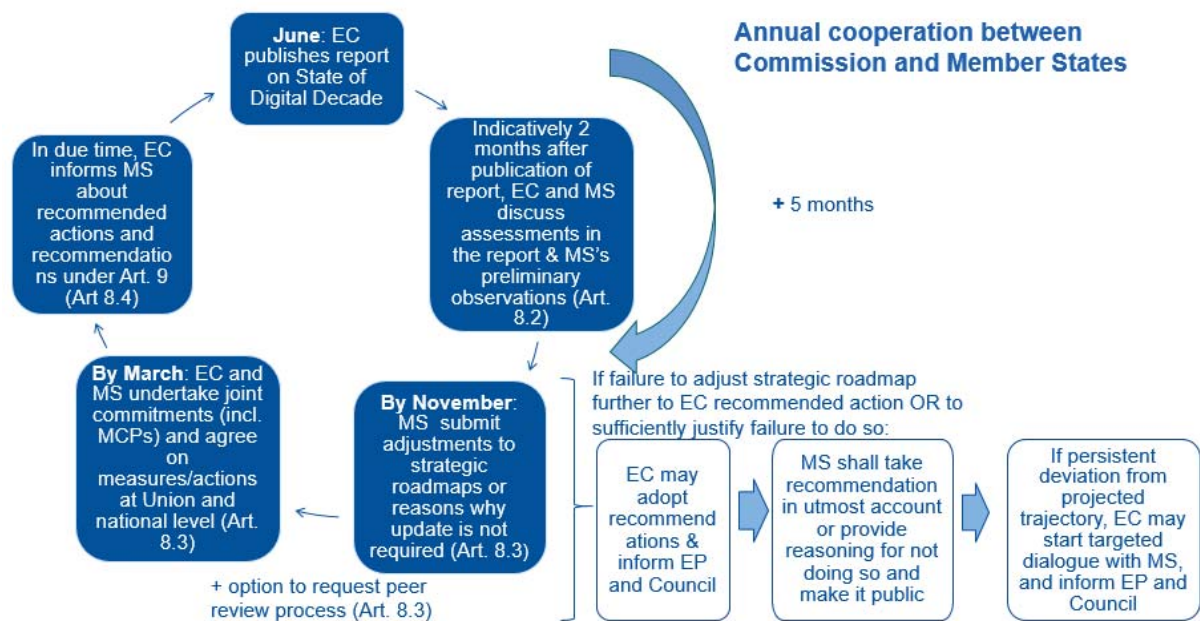 Annual cooperation between
Commission and Member States
June: EC
publishes report
on State of
Digital Decade
Indicatively 2
months after
publication of
report, EC and MS
discuss
assessments in
the report & MS's
preliminary
observations (Art.
8.2)
+ 5 months
By November:
MS submit
adjustments to
strategic
roadmaps or
reasons why
update is not
required (Art. 8.3)
+ option to request peer
review process (Art. 8.3)
By March: EC and
MS undertake joint
commitments (incl.
MCPs) and agree
on
measures/actions
at Union and
national level (Art.
8.3)
In due time, EC
informs MS
about
recommended
actions and
recommendatio
ns under Art. 9
(Art 8.4)
If failure to adjust strategic roadmap
further to EC recommended action OR to
sufficiently justify failure to do so:
EC may
adopt
recommend
ations &
inform EP
and Council
MS shall take
recommendation
in utmost account
or provide
reasoning for not
doing so and
make it public
If persistent
deviation from
projected
trajectory, EC may
start targeted
dialogue with MS,
and inform EP and
Council